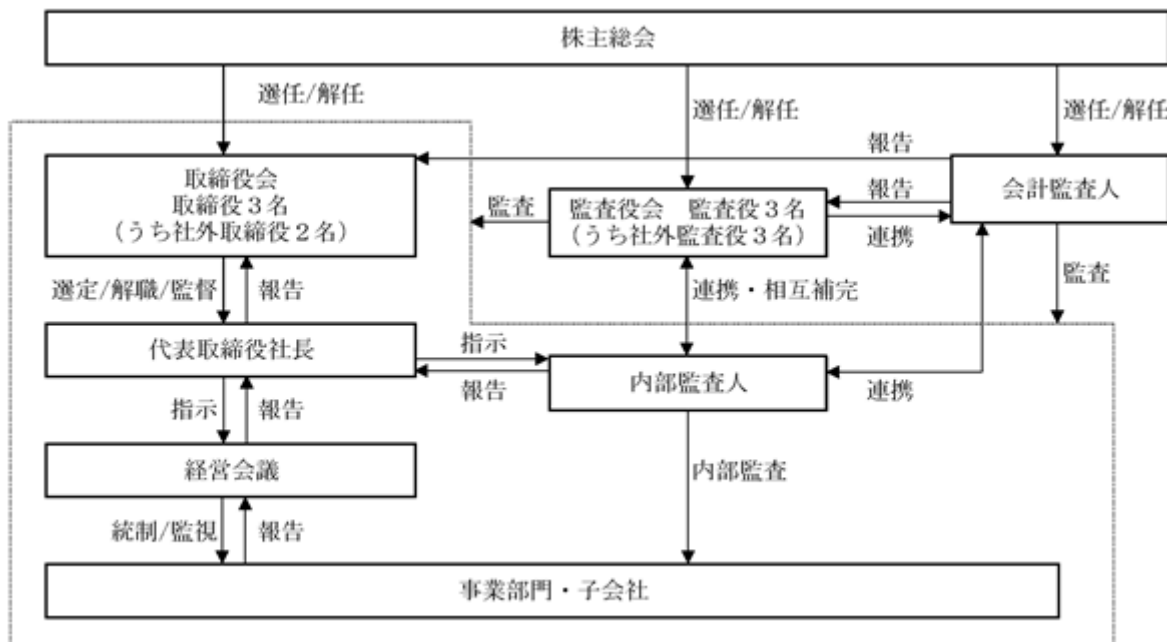 株主総会
選任/解任
選任/解任
選任/解任
報告
取締役会
取締役3名
(うち社外取締役2名)
監査
監査役会 監査役3名
(うち社外監査役3名)
報告
連携
会計監査人
選定/解職/監督
報告
連携・相互補完
監査
代表取締役社長
指示
報告
内部監査人
連携
指示
報告
経営会議
内部監査
統制/監視
報告
事業部門・子会社